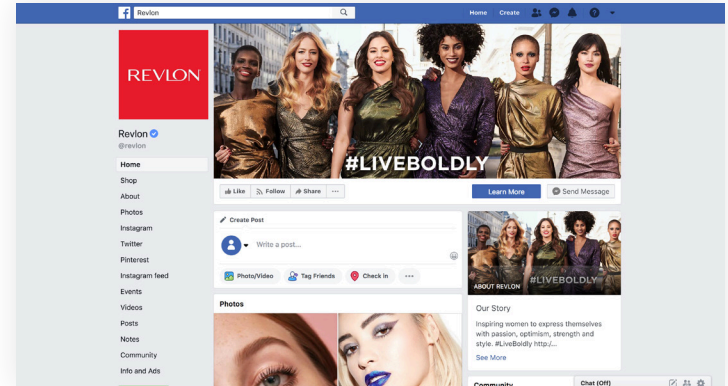 Revlon
Home Create
REVLON
#LIVEBOLDLY
Revlon
@revlon
Home
Shop
About
Photos
Instagram
Twitter
Pinterest
Instagram feed
Events
Videos
Posts
Notes
Community
Info and Ads
Like Follow Share ...
Learn More
Send Message
Create Post
Write a post...
Photo/Video Tag Friends Check in ...
Photos
#LIVEBOLDLY
ABOUT REVLON
Our Story
Inspiring women to express themselves
with passion, optimism, strength and
style. #LiveBoldly http:/...
See More
Community
Chat (Off)